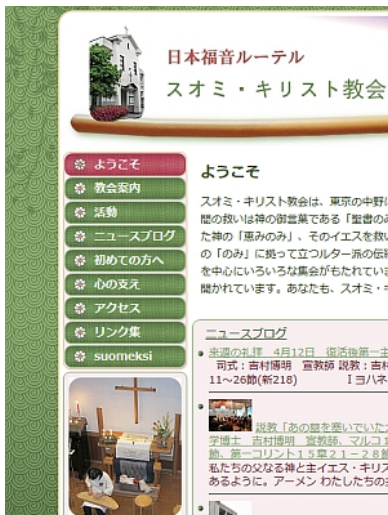 日本福音ルーテル
スオミ・キリスト教会
ようこそ
教会案内
活動
ニュースブログ
初めての方へ
心の支え
アクセス
リンク集
suomeksi
ようこそ
スオミ・キリスト教会は、東京の中野に
間の救いは神の御言葉である「聖書のみ
た神の「恵みのみ」、そのイエスを救い
の「のみ」に拠って立つルター派の伝統
を中心にいろいろな集会がもたれてい
開かれています。あなたも、スオミ・キ
ニュースブログ
来週の礼拝 4月12日 復活後第一主
司式：吉村博明 宣教師 説教：吉村
11～26節(新218) Ⅰヨハネ
説教「あの墓を塞いでいた
学博士 吉村博明 宣教師、マルコ1
節、第一コリント15章21－28節
私たちの父なる神と主イエス・キリス
あるように。アーメン わたしたちの